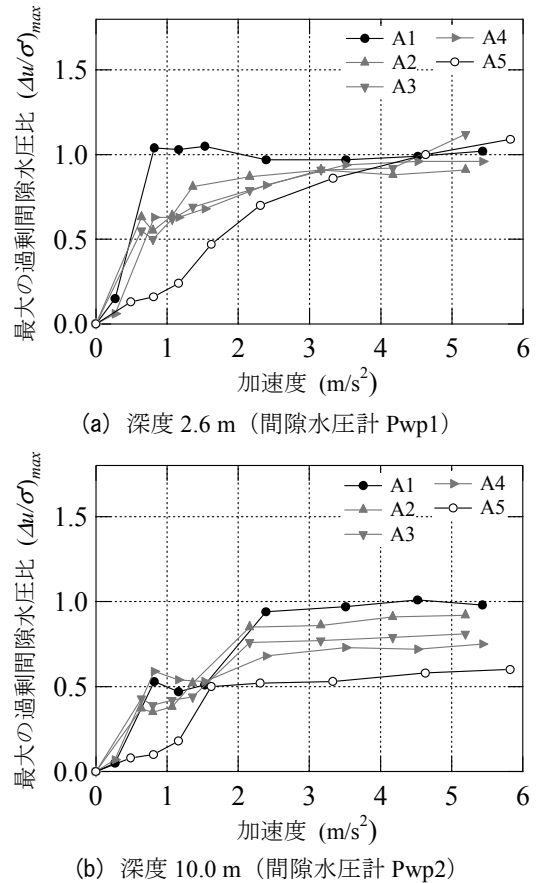 最大の過剰間隙水圧比 (Δu/σ')max
1.5
1.0
0.5
0.0
A1
A2
A3
A4
A5
0 1 2 3 4 5 6
加速度 (m/s²)
(a) 深度 2.6 m（間隙水圧計 Pwp1）
最大の過剰間隙水圧比 (Δu/σ')max
1.5
1.0
0.5
0.0
A1
A2
A3
A4
A5
0 1 2 3 4 5 6
加速度 (m/s²)
(b) 深度 10.0 m（間隙水圧計 Pwp2）